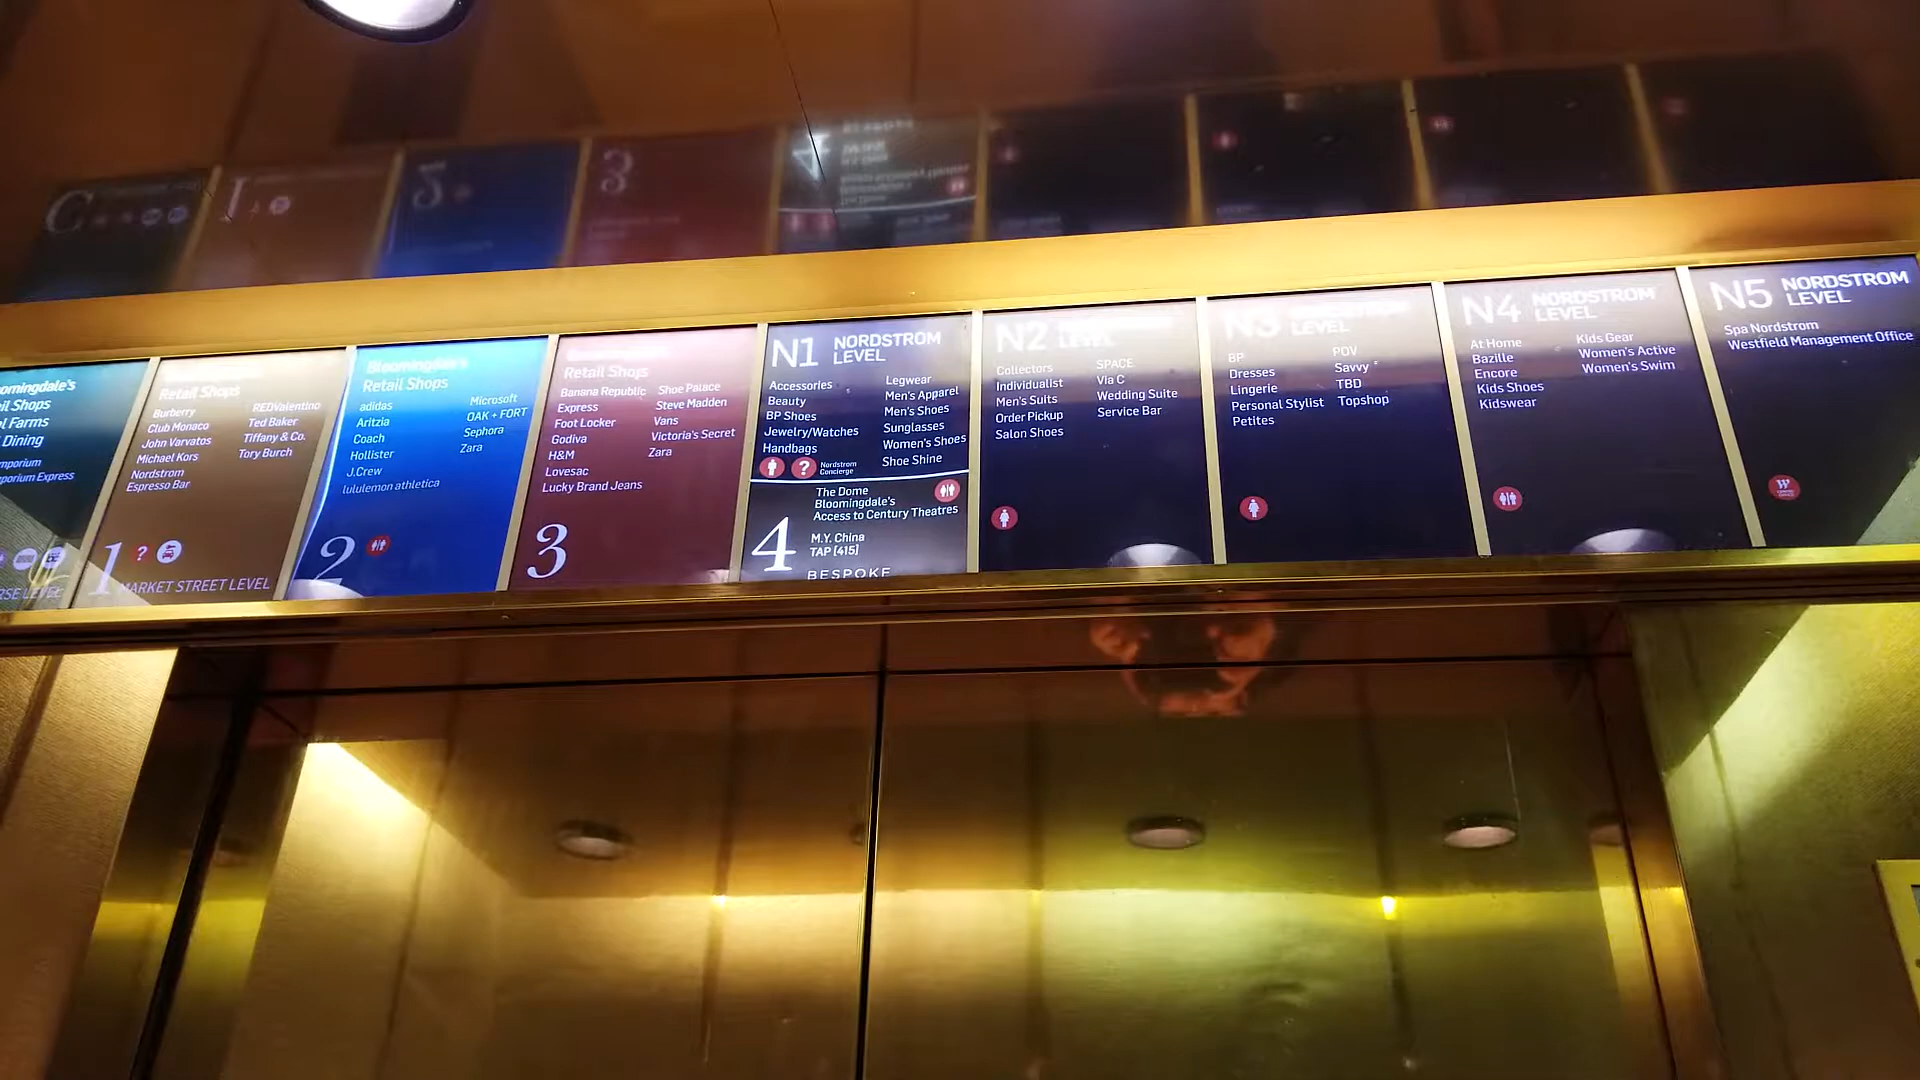 omingdale's
il Shops
l Farms
Dining
mporium
porium Express
RSE LEVEL
Retail Shops
Burberry
Club Monaco
John Varvatos
Michael Kors
Nordstrom
Espresso Bar
REDValentino
Ted Baker
Tiffany & Co.
Tory Burch
?
1 MARKET STREET LEVEL
Bloomingdale's
Retail Shops
adidas
Aritzia
Coach
Hollister
J.Crew
lululemon athletica
Microsoft
OAK + FORT
Sephora
Zara
2
Retail Shops
Banana Republic
Express
Foot Locker
Godiva
H&M
Lovesac
Lucky Brand Jeans
Shoe Palace
Steve Madden
Vans
Victoria's Secret
Zara
3
N1 NORDSTROM
LEVEL
Accessories
Beauty
BP Shoes
Jewelry/Watches
Handbags
Legwear
Men's Apparel
Men's Shoes
Sunglasses
Women's Shoes
Shoe Shine
? Nordstrom
Concierge
The Dome
Bloomingdale's
Access to Century Theatres
4
M.Y. China
TAP [415]
BESPOKE
N2
LEVEL
Collectors
Individualist
Men's Suits
Order Pickup
Salon Shoes
SPACE
Via C
Wedding Suite
Service Bar
N3 NORDSTROM
LEVEL
BP
Dresses
Lingerie
Personal Stylist
Petites
POV
Savvy
TBD
Topshop
N4 NORDSTROM
LEVEL
At Home
Bazille
Encore
Kids Shoes
Kidswear
Kids Gear
Women's Active
Women's Swim
N5 NORDSTROM
LEVEL
Spa Nordstrom
Westfield Management Office
W